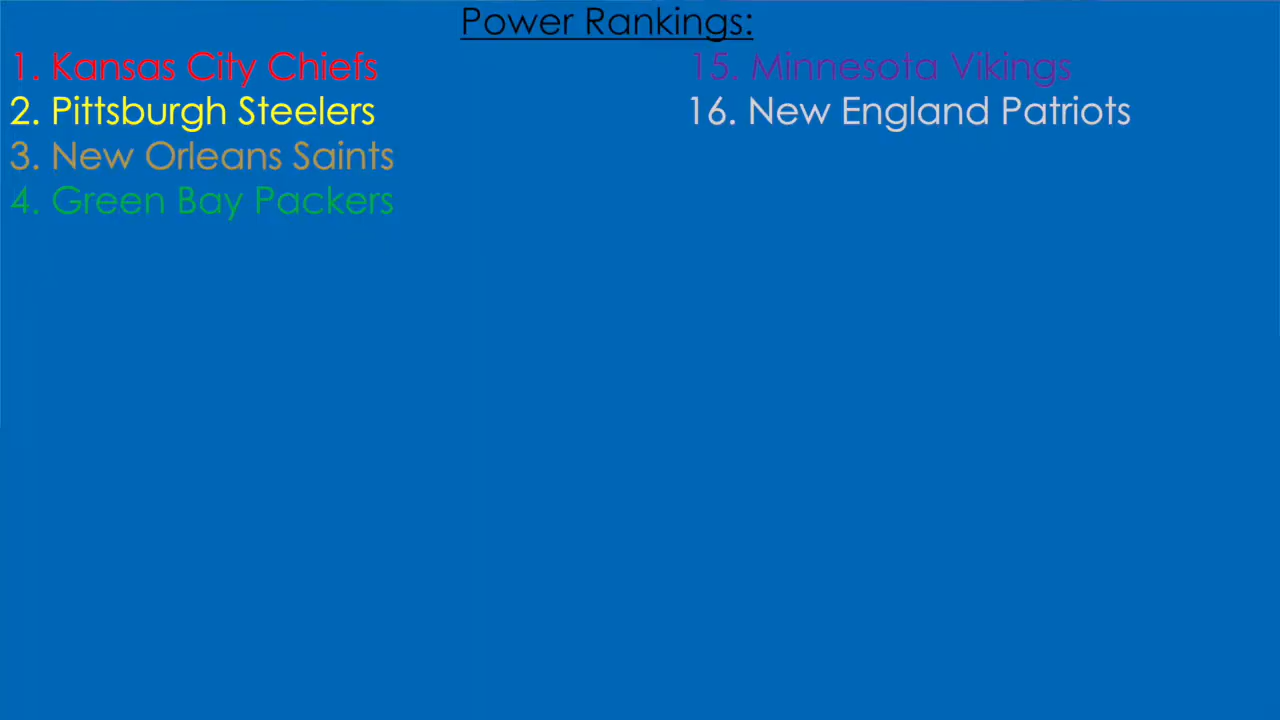 Power Rankings:
1. Kansas City Chiefs
2. Pittsburgh Steelers
3. New Orleans Saints
4. Green Bay Packers
15. Minnesota Vikings
16. New England Patriots